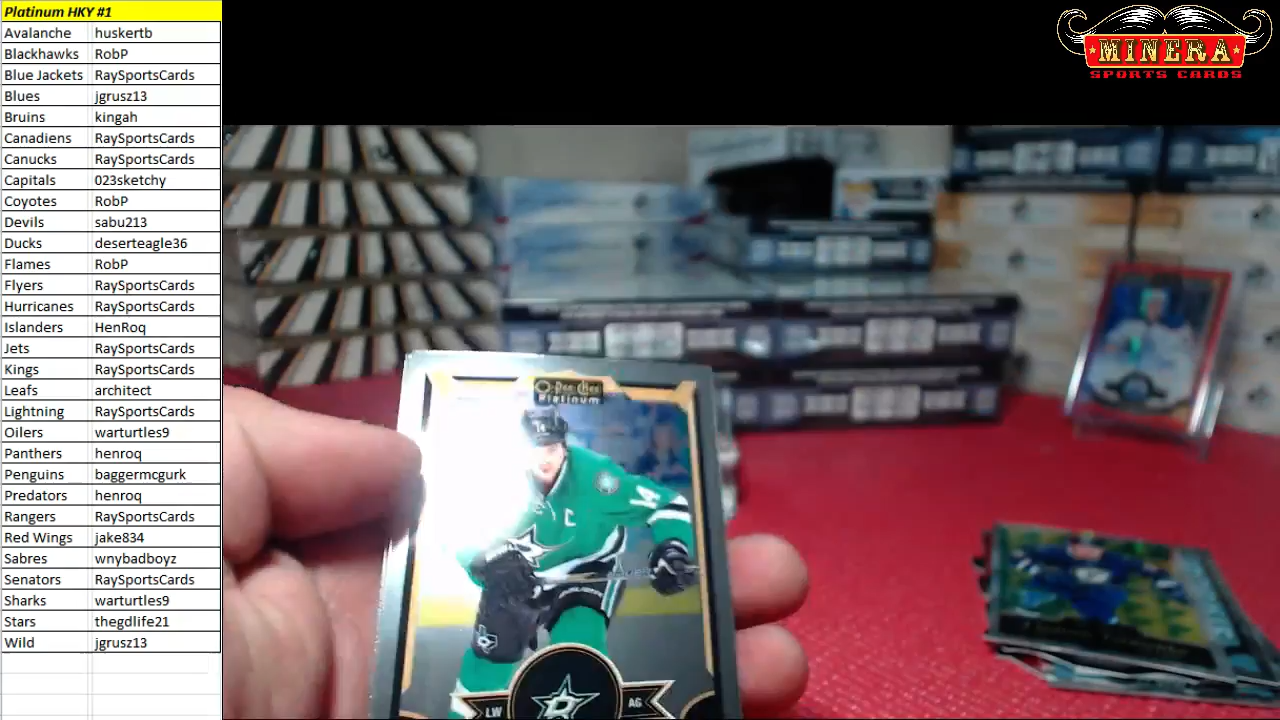 Platinum HKY #1
Avalanche huskertb
Blackhawks RobP
Blue Jackets RaySportsCards
Blues jgrusz13
Bruins kingah
Canadiens RaySportsCards
Canucks RaySportsCards
Capitals 023sketchy
Coyotes RobP
Devils sabu213
Ducks deserteagle36
Flames RobP
Flyers RaySportsCards
Hurricanes RaySportsCards
Islanders HenRoq
Jets RaySportsCards
Kings RaySportsCards
Leafs architect
Lightning RaySportsCards
Oilers warturtles9
Panthers henroq
Penguins baggermcgurk
Predators henroq
Rangers RaySportsCards
Red Wings jake834
Sabres wnybadboyz
Senators RaySportsCards
Sharks warturtles9
Stars thegdlife21
Wild jgrusz13
MINERA
SPORTS CARDS
O-Pee-Chee
Platinum
14
C
14
LW
D
AG